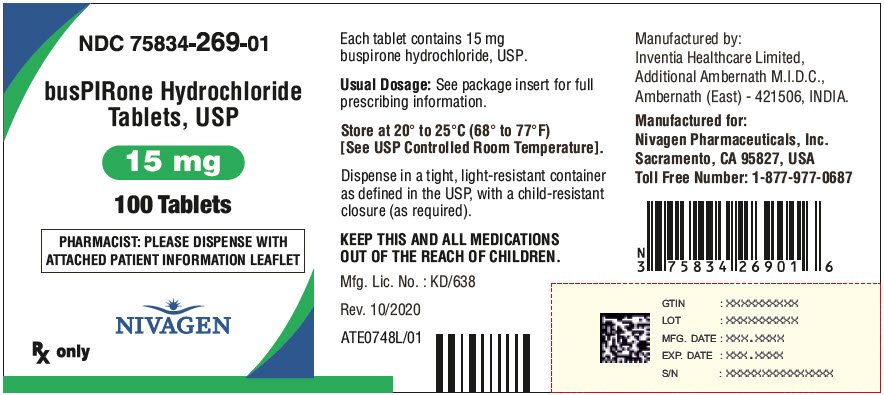 NDC 75834-269-01
busPIRone Hydrochloride
Tablets, USP
15 mg
100 Tablets
PHARMACIST: PLEASE DISPENSE WITH
ATTACHED PATIENT INFORMATION LEAFLET
NIVAGEN
Rx only
Each tablet contains 15 mg
buspirone hydrochloride, USP.
Usual Dosage: See package insert for full
prescribing information.
Store at 20° to 25°C (68° to 77°F)
[See USP Controlled Room Temperature].
Dispense in a tight, light-resistant container
as defined in the USP, with a child-resistant
closure (as required).
KEEP THIS AND ALL MEDICATIONS
OUT OF THE REACH OF CHILDREN.
Mfg. Lic. No. : KD/638
Rev. 10/2020
ATE0748L/01
Manufactured by:
Inventia Healthcare Limited,
Additional Ambernath M.I.D.C.,
Ambernath (East) - 421506, INDIA.
Manufactured for:
Nivagen Pharmaceuticals, Inc.
Sacramento, CA 95827, USA
Toll Free Number: 1-877-977-0687
N
3 75834 26901 6
GTIN : XXXXXXXXXX
LOT : XXXXXXXXXX
MFG. DATE : XXX.XXXX
EXP. DATE : XXX.XXXX
S/N : XXXXXXXXXXXXXXX